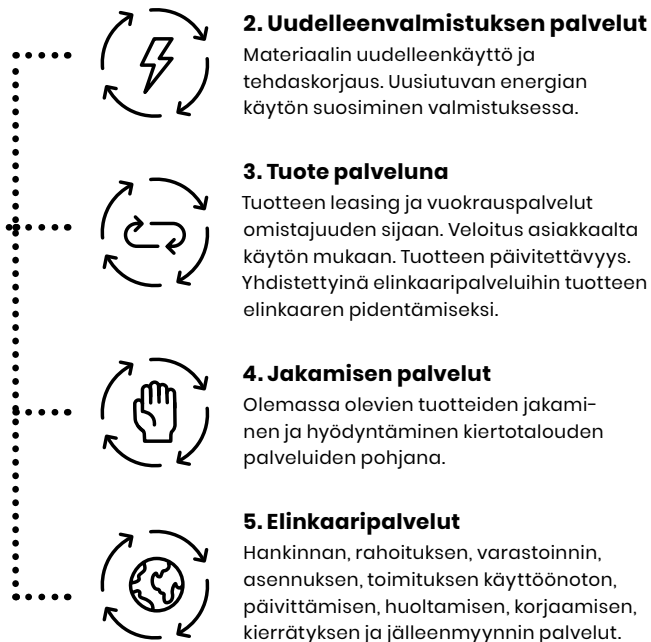 2. Uudelleenvalmistuksen palvelut
Materiaalin uudelleenkäyttö ja
tehdaskorjaus. Uusiutuvan energian
käytön suosiminen valmistuksessa.
3. Tuote palveluna
Tuotteen leasing ja vuokrauspalvelut
omistajuuden sijaan. Veloitus asiakkaalta
käytön mukaan. Tuotteen päivitettävyys.
Yhdistettyinä elinkaaripalveluihin tuotteen
elinkaaren pidentämiseksi.
4. Jakamisen palvelut
Olemassa olevien tuotteiden jakami-
nen ja hyödyntäminen kiertotalouden
palveluiden pohjana.
5. Elinkaaripalvelut
Hankinnan, rahoituksen, varastoinnin,
asennuksen, toimituksen käyttöönoton,
päivittämisen, huoltamisen, korjaamisen,
kierrätyksen ja jälleenmyynnin palvelut.